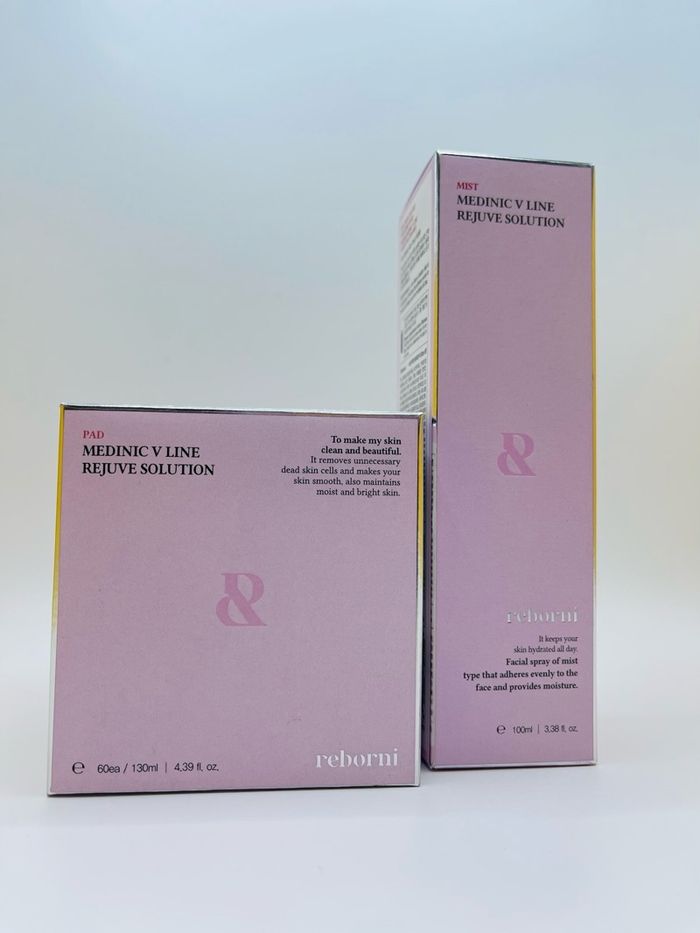 PAD
MEDINIC V LINE
REJUVE SOLUTION
To make my skin
clean and beautiful.
It removes unnecessary
dead skin cells and makes your
skin smooth, also maintains
moist and bright skin.
&
℮ 60ea / 130ml | 4.39 fl. oz.
reborni
MIST
MEDINIC V LINE
REJUVE SOLUTION
&
reborni
It keeps your
skin hydrated all day.
Facial spray of mist
type that adheres evenly to the
face and provides moisture.
℮ 100ml | 3.38 fl. oz.